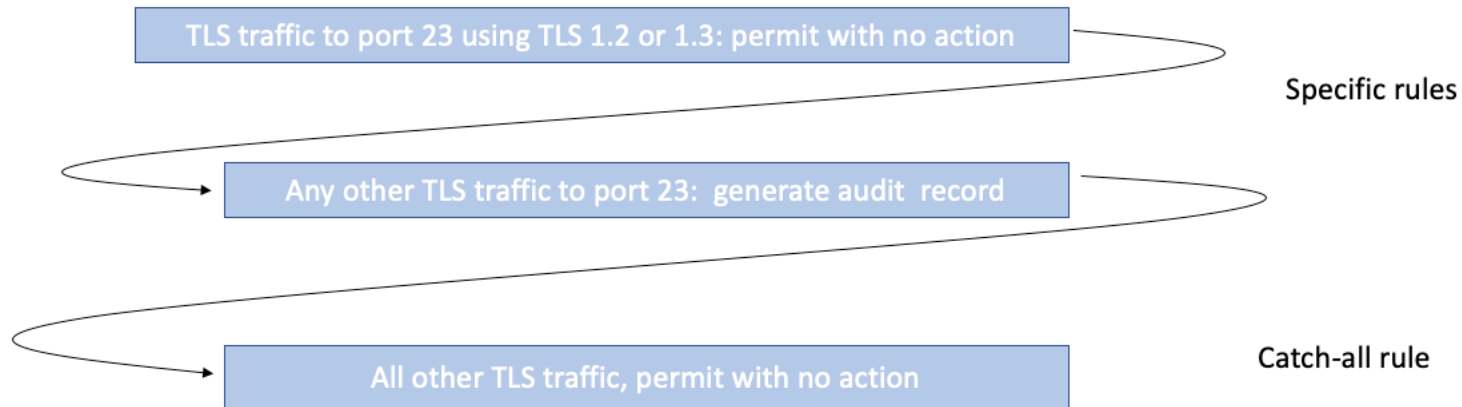 TLS traffic to port 23 using TLS 1.2 or 1.3: permit with no action
Specific rules
Any other TLS traffic to port 23:  generate audit  record
All other TLS traffic, permit with no action
Catch-all rule